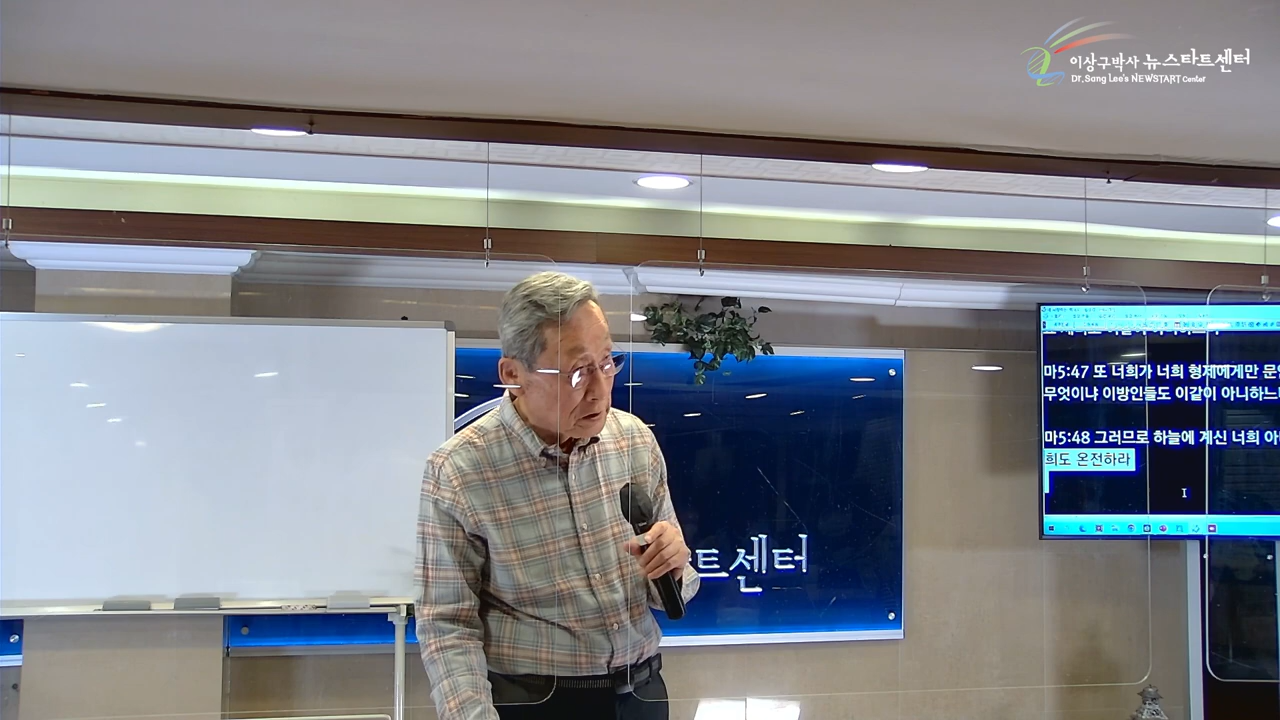 이상구박사 뉴스타트센터
Dr. Sang Lee's NEWSTART Center
마5:47 또 너희가 너희 형제에게만 문
무엇이냐 이방인들도 이같이 아니하느
마5:48 그러므로 하늘에 계신 너희 아
희도 온전하라
트센터